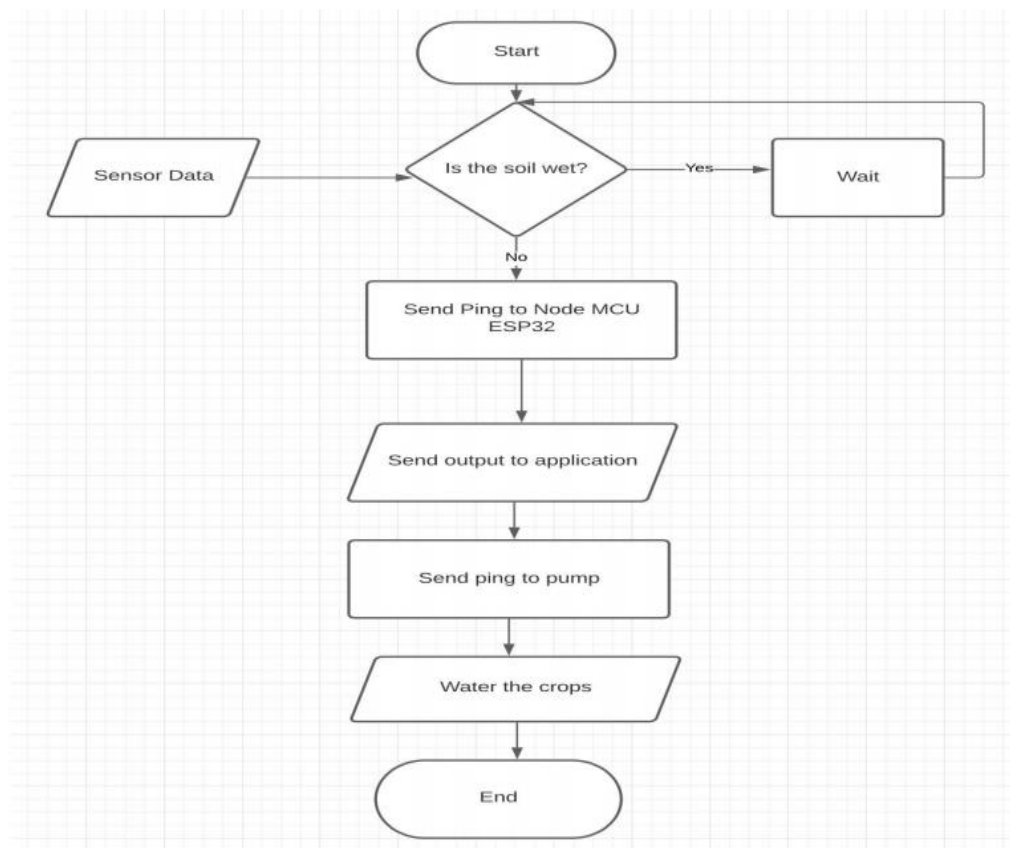 Start
Sensor Data
Is the soil wet?
Yes
Wait
No
Send Ping to Node MCU
ESP32
Send output to application
Send ping to pump
Water the crops
End